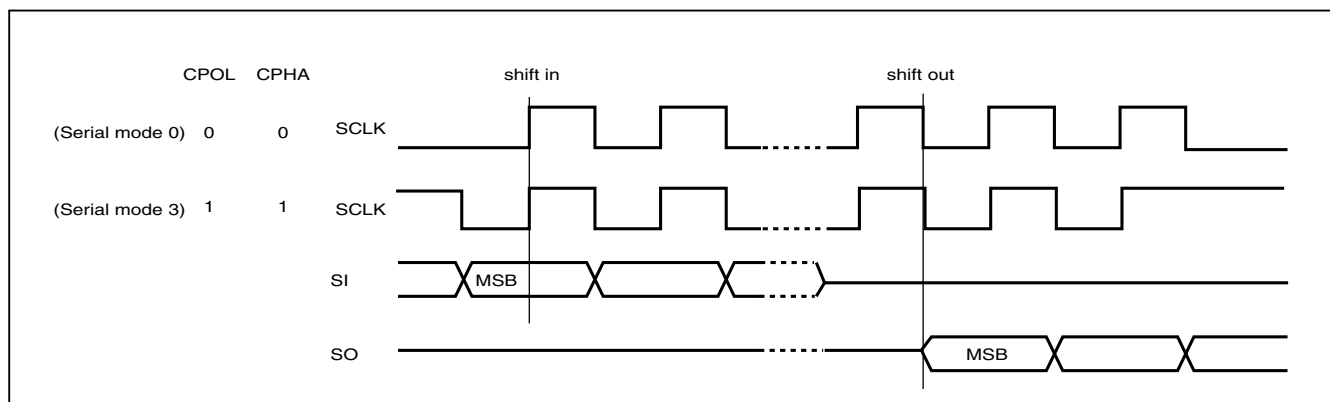 CPOL CPHA shift in shift out
(Serial mode 0) 0 0 SCLK
(Serial mode 3) 1 1 SCLK
SI MSB
SO MSB